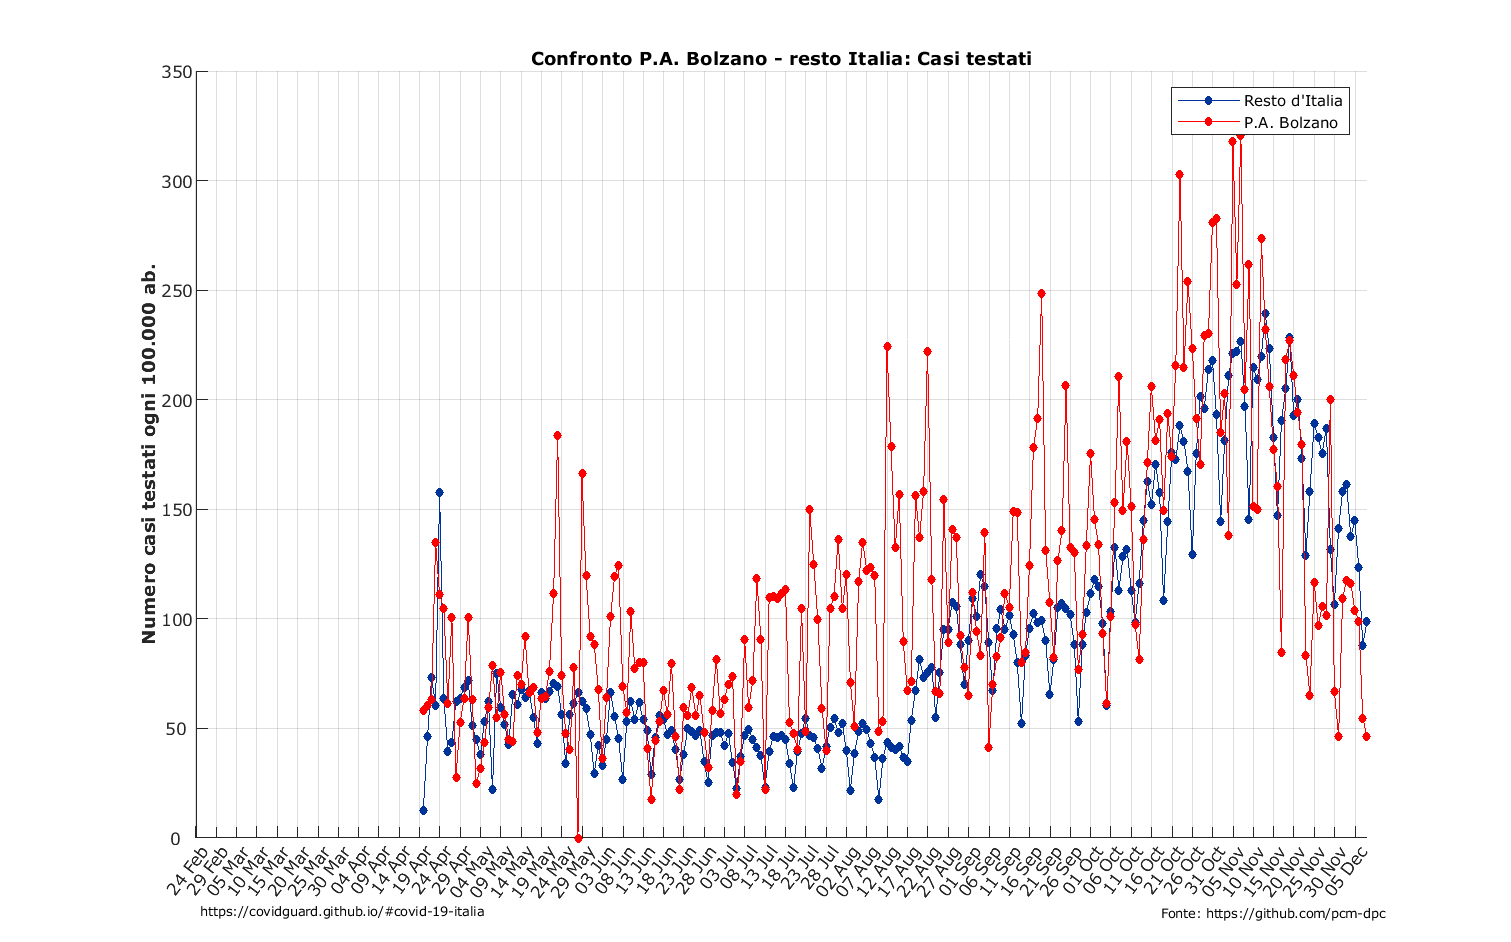 Confronto P.A. Bolzano - resto Italia: Casi testati
Resto d'Italia
P.A. Bolzano
Numero casi testati ogni 100.000 ab.
350
300
250
200
150
100
50
0
24 Feb
29 Feb
05 Mar
10 Mar
15 Mar
20 Mar
25 Mar
30 Mar
04 Apr
09 Apr
14 Apr
19 Apr
24 Apr
29 Apr
04 May
09 May
14 May
19 May
24 May
29 May
03 Jun
08 Jun
13 Jun
18 Jun
23 Jun
28 Jun
03 Jul
08 Jul
13 Jul
18 Jul
23 Jul
28 Jul
02 Aug
07 Aug
12 Aug
17 Aug
22 Aug
27 Aug
01 Sep
06 Sep
11 Sep
16 Sep
21 Sep
26 Sep
01 Oct
06 Oct
11 Oct
16 Oct
21 Oct
26 Oct
31 Oct
05 Nov
10 Nov
15 Nov
20 Nov
25 Nov
30 Nov
05 Dec
https://covidguard.github.io/#covid-19-italia
Fonte: https://github.com/pcm-dpc